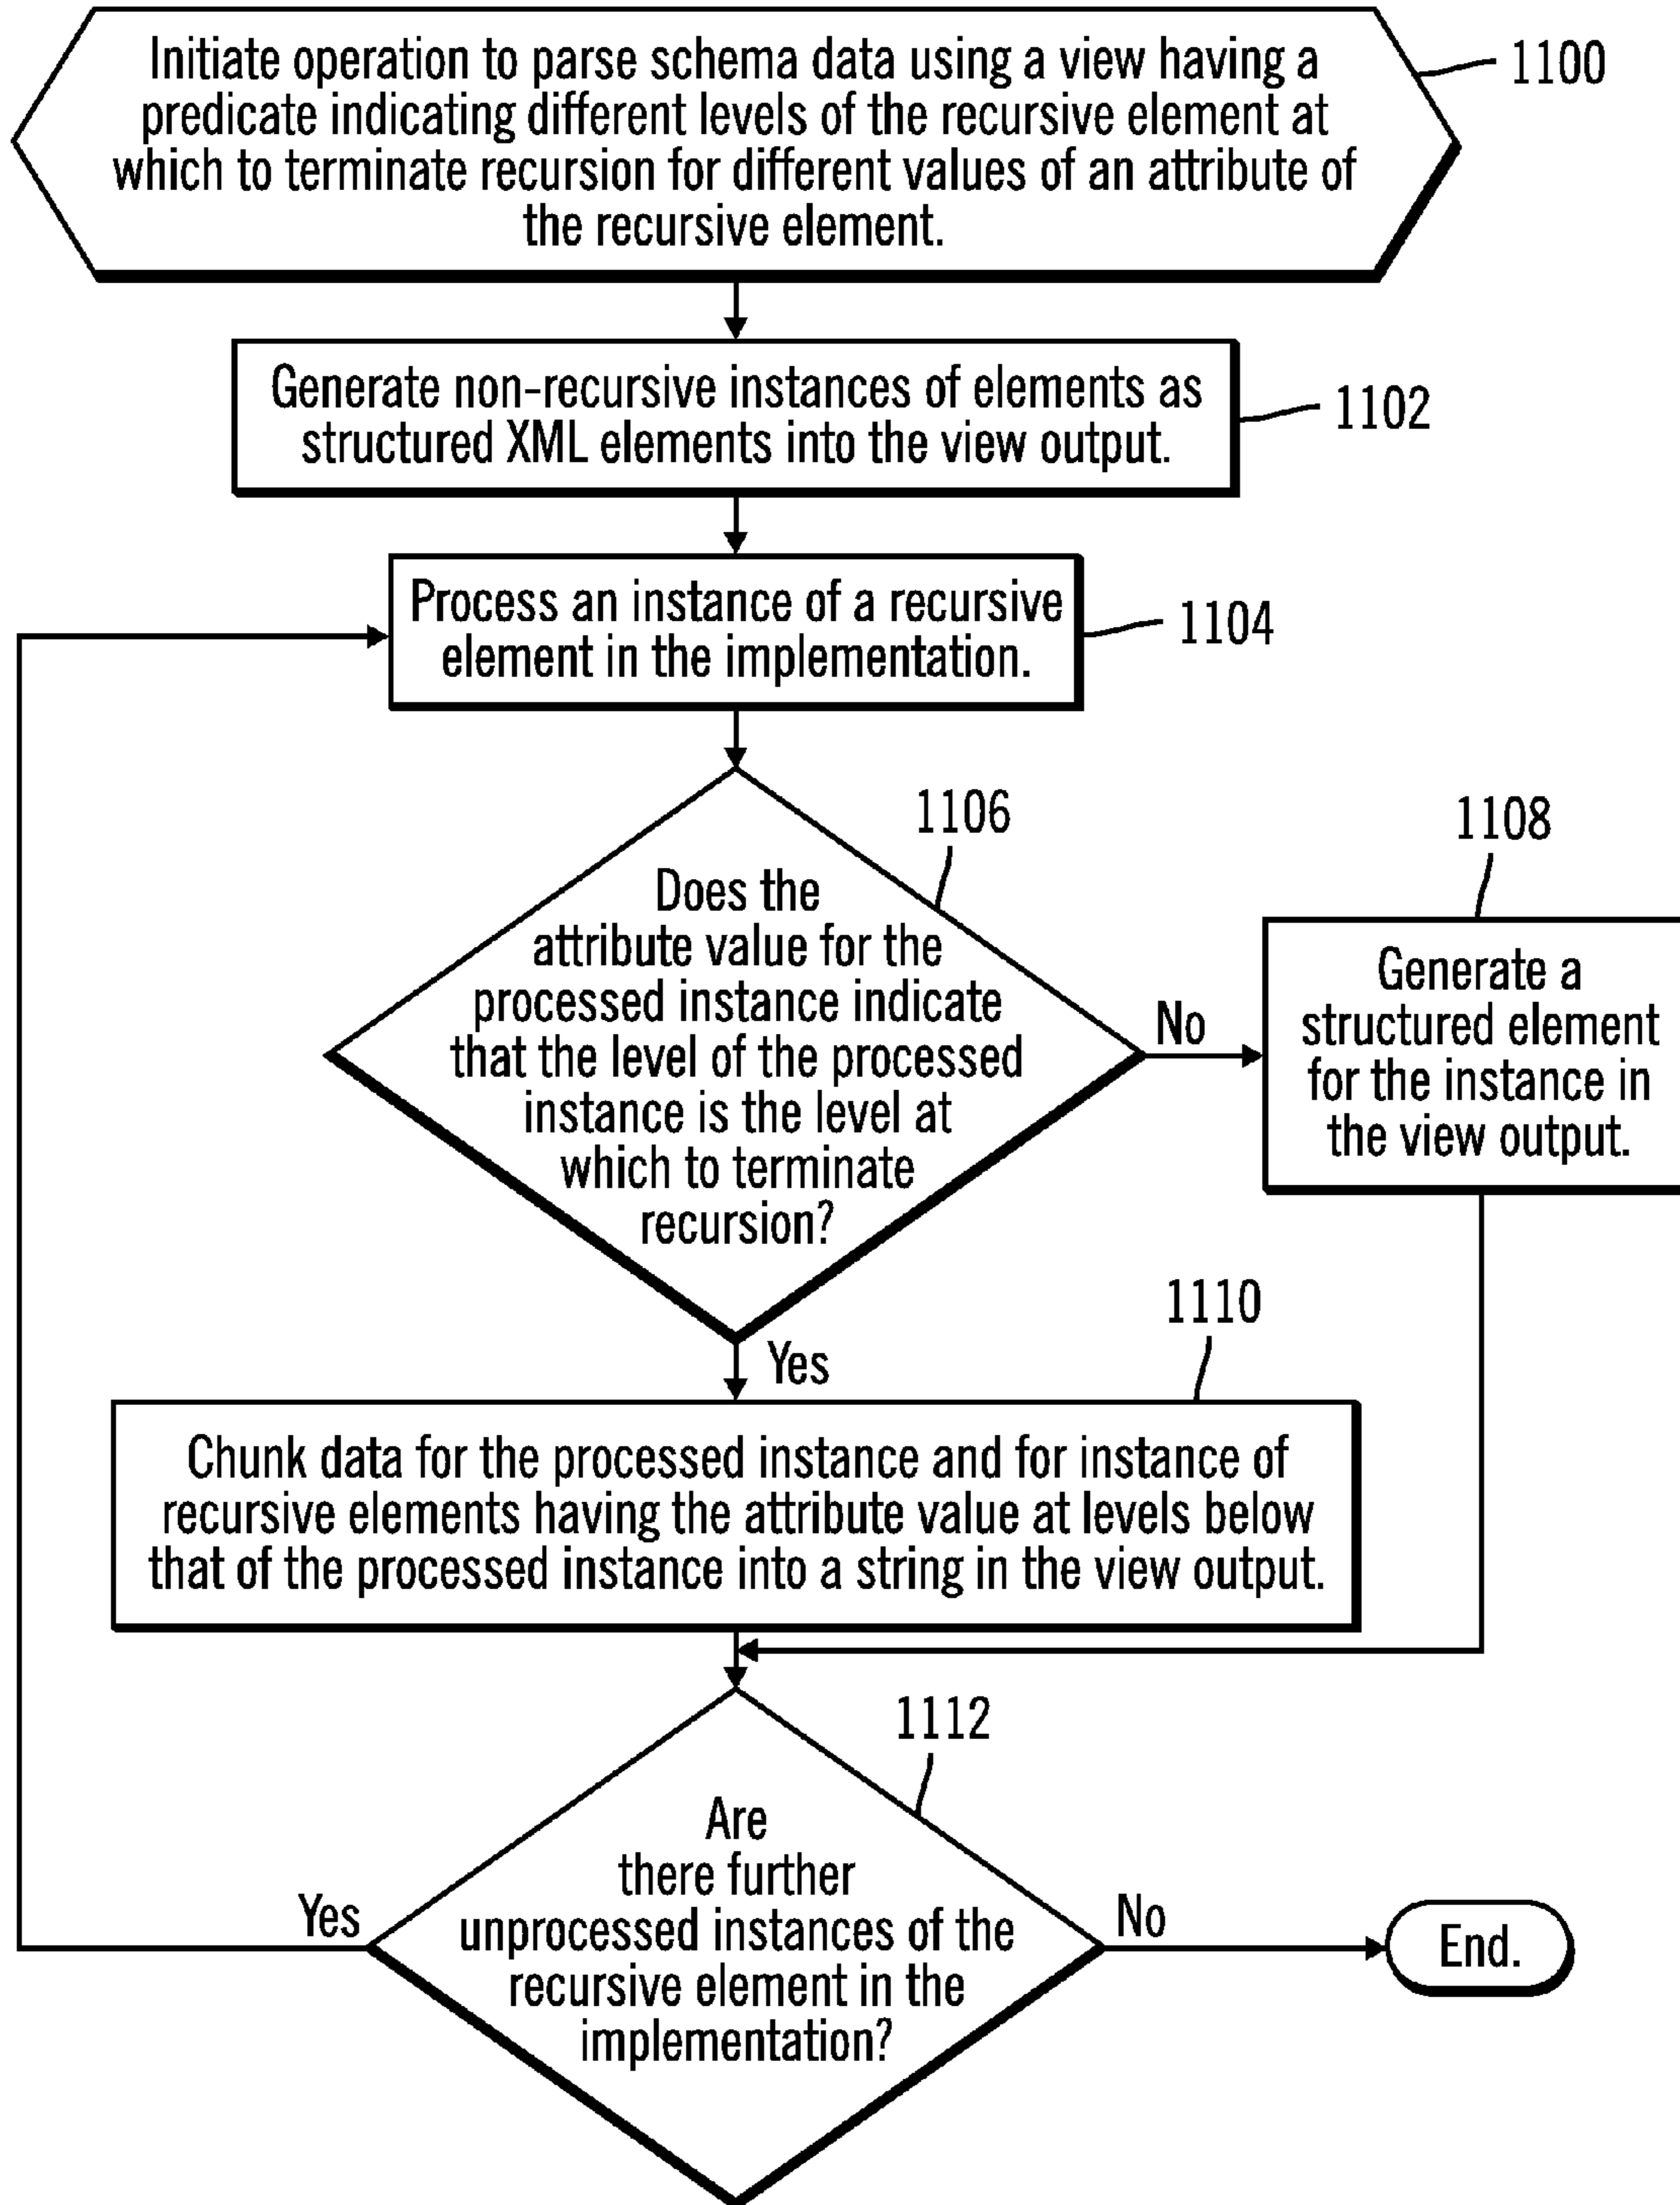 Initiate operation to parse schema data using a view having a
predicate indicating different levels of the recursive element at
which to terminate recursion for different values of an attribute of
the recursive element.
1100
Generate non-recursive instances of elements as
structured XML elements into the view output.
1102
Process an instance of a recursive
element in the implementation.
1104
1106
Does the
attribute value for the
processed instance indicate
that the level of the processed
instance is the level at
which to terminate
recursion?
No
1108
Generate a
structured element
for the instance in
the view output.
Yes
1110
Chunk data for the processed instance and for instance of
recursive elements having the attribute value at levels below
that of the processed instance into a string in the view output.
1112
Are
there further
unprocessed instances of the
recursive element in the
implementation?
Yes
No
End.